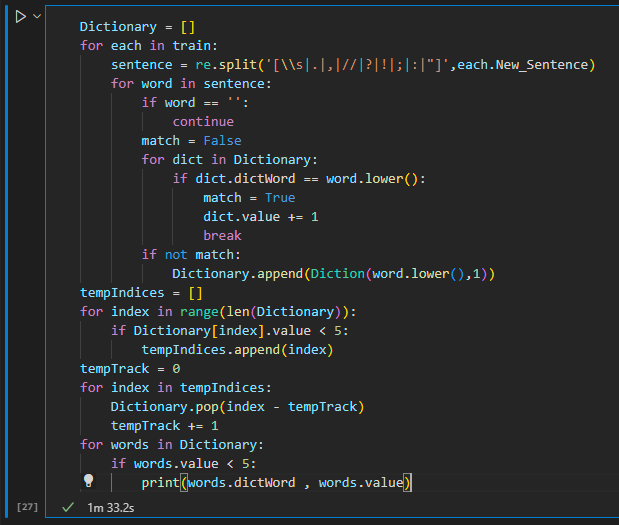 Dictionary = []
for each in train:
    sentence = re.split('[\\s|.|,|//|?|!|;|:|"]',each.New_Sentence)
    for word in sentence:
        if word == '':
            continue
        match = False
        for dict in Dictionary:
            if dict.dictWord == word.lower():
                match = True
                dict.value += 1
                break
        if not match:
            Dictionary.append(Diction(word.lower(),1))
tempIndices = []
for index in range(len(Dictionary)):
    if Dictionary[index].value < 5:
        tempIndices.append(index)
tempTrack = 0
for index in tempIndices:
    Dictionary.pop(index - tempTrack)
    tempTrack += 1
for words in Dictionary:
    if words.value < 5:
        print(words.dictWord , words.value)
[27] 1m 33.2s